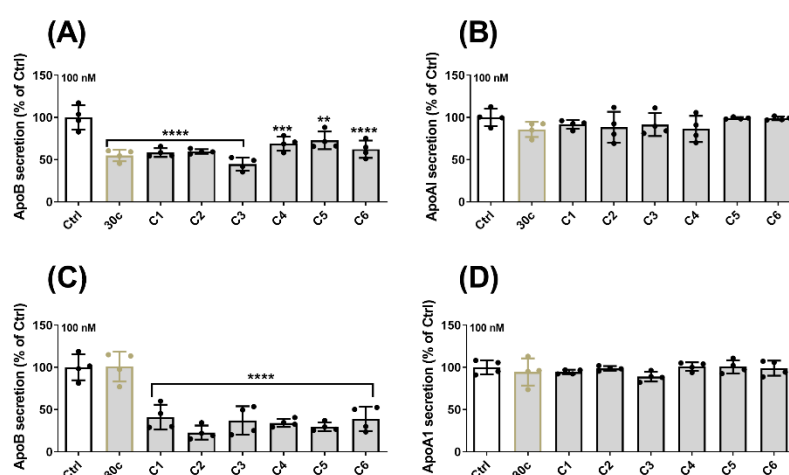 (A)
ApoB secretion (% of Ctrl)
150
100
50
0
100 nM
****
***
**
****
Ctrl 30c C1 C2 C3 C4 C5 C6
(B)
ApoAI secretion (% of Ctrl)
150
100
50
0
100 nM
Ctrl 30c C1 C2 C3 C4 C5 C6
(C)
ApoB secretion (% of Ctrl)
150
100
50
0
100 nM
****
Ctrl 30c C1 C2 C3 C4 C5 C6
(D)
ApoA1 secretion (% of Ctrl)
150
100
50
0
100 nM
Ctrl 30c C1 C2 C3 C4 C5 C6